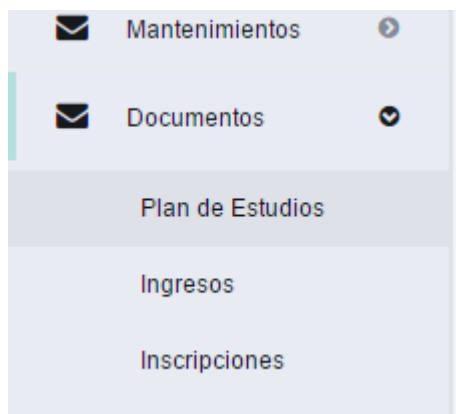 Mantenimientos
Documentos
Plan de Estudios
Ingresos
Inscripciones